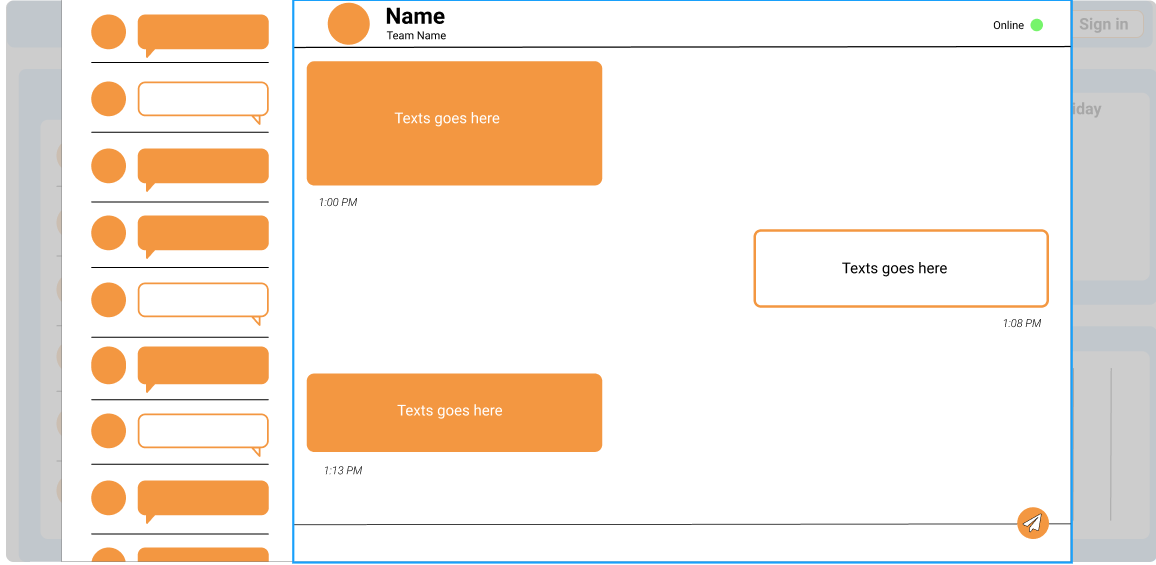 Name
Team Name
Online
Sign in
iday
Texts goes here
1:00 PM
Texts goes here
1:08 PM
Texts goes here
1:13 PM